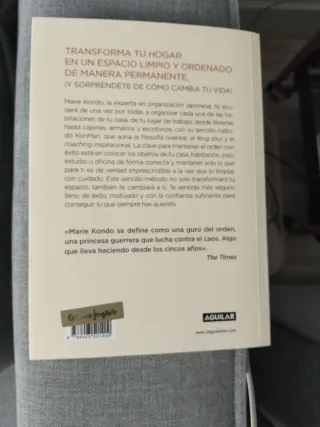 TRANSFORMA TU HOGAR
EN UN ESPACIO LIMPIO Y ORDENADO
DE MANERA PERMANENTE,
¡Y SORPRÉNDETE DE CÓMO CAMBIA TU VIDA!
Marie Kondo, la experta en organización japonesa, te ayu-
dará de una vez por todas a organizar cada una de las ha-
bitaciones de tu casa, de tu lugar de trabajo, desde librerías
hasta cajones, armarios y escritorios, con su sencillo méto-
do KonMari, que aúna la filosofía oriental, el feng shui y el
coaching inspiracional. La clave para mantener el orden con
éxito está en colocar los objetos de tu casa, habitación, piso,
estudio u oficina de forma correcta y mantener solo lo que
para ti es de verdad imprescindible a la vez que lo limpias
con cuidado. Este sencillo método no solo transformará tu
espacio, también te cambiará a ti. Te sentirás más seguro,
lleno de éxito, motivado y con la confianza suficiente para
conseguir lo que siempre has querido.
«Marie Kondo se define como una gurú del orden,
una princesa guerrera que lucha contra el caos. Algo
que lleva haciendo desde los cincos años».
The Times
AGUILAR